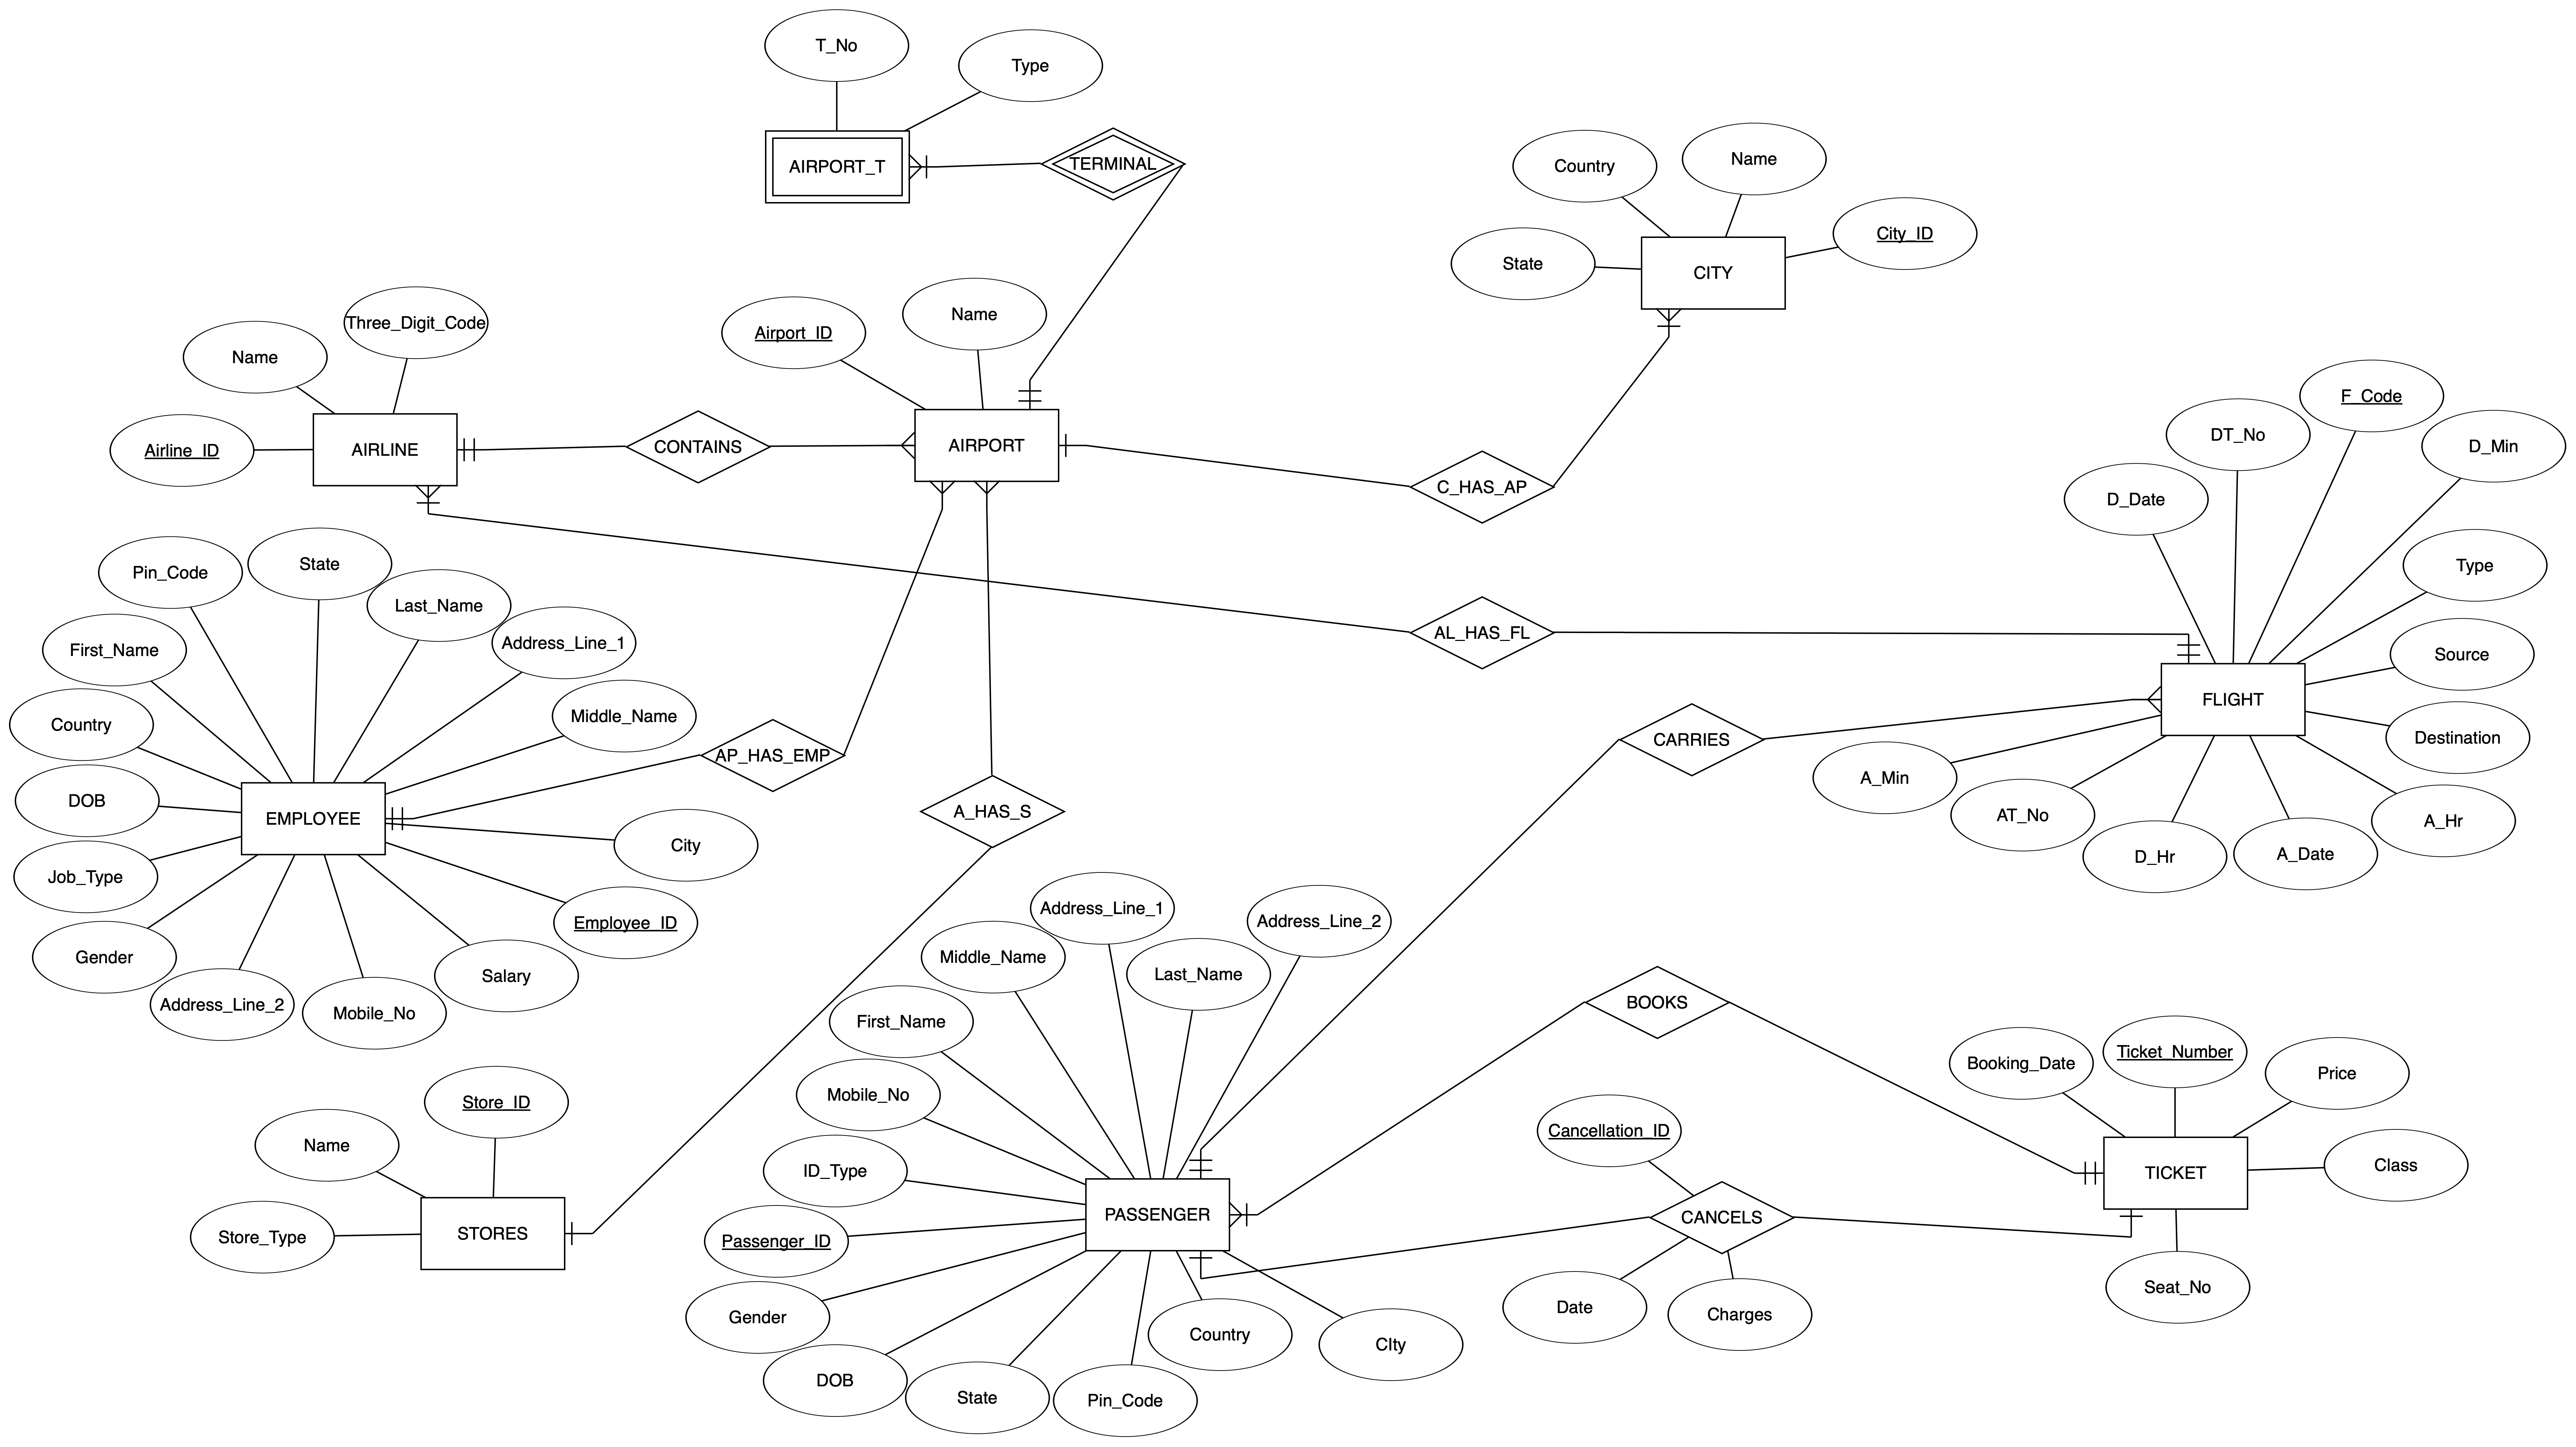 T_No
Type
AIRPORT_T
TERMINAL
Country
Name
City_ID
State
CITY
Three_Digit_Code
Name
Airline_ID
AIRLINE
CONTAINS
Airport_ID
Name
AIRPORT
C_HAS_AP
F_Code
DT_No
D_Min
D_Date
Type
Source
AL_HAS_FL
FLIGHT
Destination
CARRIES
A_Min
AT_No
D_Hr
A_Date
A_Hr
Pin_Code
State
Last_Name
First_Name
Address_Line_1
Country
Middle_Name
DOB
AP_HAS_EMP
EMPLOYEE
A_HAS_S
City
Job_Type
Employee_ID
Gender
Salary
Address_Line_2
Mobile_No
Address_Line_1
Address_Line_2
Middle_Name
Last_Name
First_Name
Mobile_No
ID_Type
Passenger_ID
PASSENGER
Gender
DOB
State
Pin_Code
Country
CIty
BOOKS
Booking_Date
Ticket_Number
Price
Class
TICKET
Seat_No
Cancellation_ID
CANCELS
Date
Charges
Store_ID
Name
Store_Type
STORES